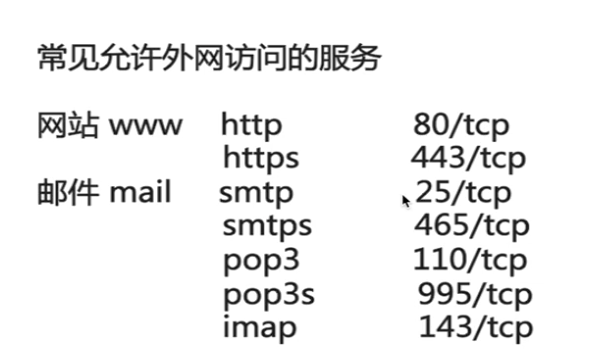 常见允许外网访问的服务
网站 www http 80/tcp
https 443/tcp
邮件 mail smtp 25/tcp
smtps 465/tcp
pop3 110/tcp
pop3s 995/tcp
imap 143/tcp